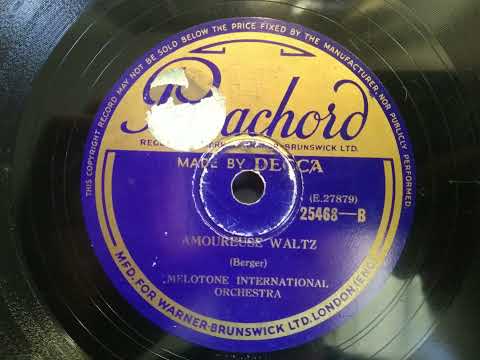 THIS COPYRIGHT RECORD MAY NOT BE SOLD BELOW THE PRICE FIXED BY THE MANUFACTURER, NOR PUBLICLY PERFORMED
achord
BRUNSWICK LTD.
MADE BY DECCA
(E.27879)
25468-B
AMOUREUSE WALTZ
(Berger)
MELOTONE INTERNATIONAL
ORCHESTRA
MFD. FOR WARNER-BRUNSWICK LTD. LONDON (ENG.)